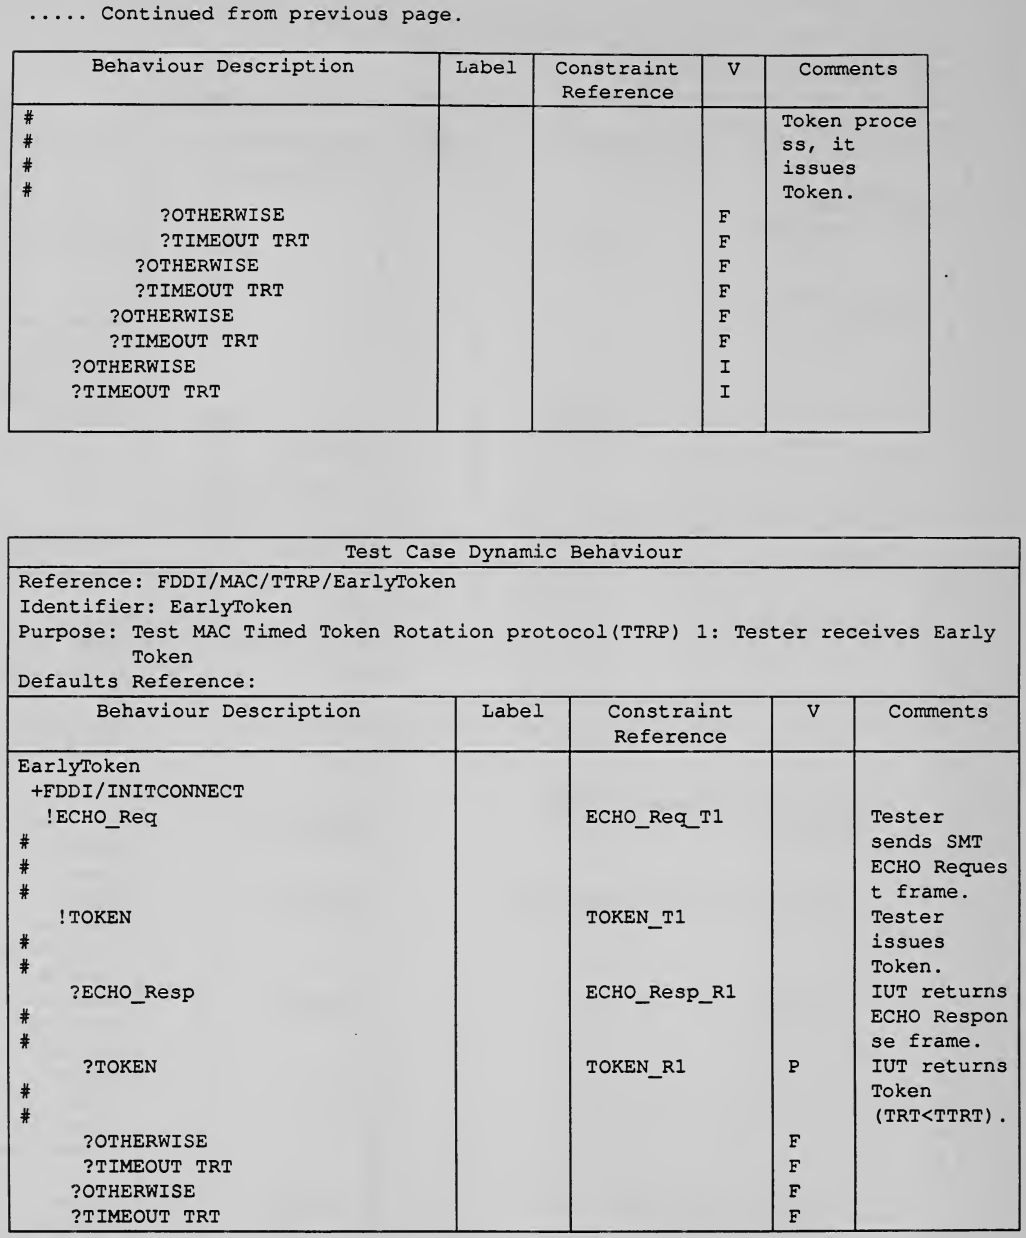 ..... Continued from previous page.
Behaviour Description Label Constraint V Comments
Reference
# Token proce
# ss, it
# issues
# Token.
?OTHERWISE F
?TIMEOUT TRT F
?OTHERWISE F
?TIMEOUT TRT F
?OTHERWISE F
?TIMEOUT TRT F
?OTHERWISE I
?TIMEOUT TRT I
Test Case Dynamic Behaviour
Reference: FDDI/MAC/TTRP/EarlyToken
Identifier: EarlyToken
Purpose: Test MAC Timed Token Rotation protocol(TTRP) 1: Tester receives Early
Token
Defaults Reference:
Behaviour Description Label Constraint V Comments
Reference
EarlyToken
+FDDI/INITCONNECT
!ECHO_Req ECHO_Req_T1 Tester
# sends SMT
# ECHO Reques
# t frame.
!TOKEN TOKEN_T1 Tester
# issues
# Token.
?ECHO_Resp ECHO_Resp_R1 IUT returns
# ECHO Respon
# se frame.
?TOKEN TOKEN_R1 P IUT returns
# Token
# (TRT<TTRT).
?OTHERWISE F
?TIMEOUT TRT F
?OTHERWISE F
?TIMEOUT TRT F